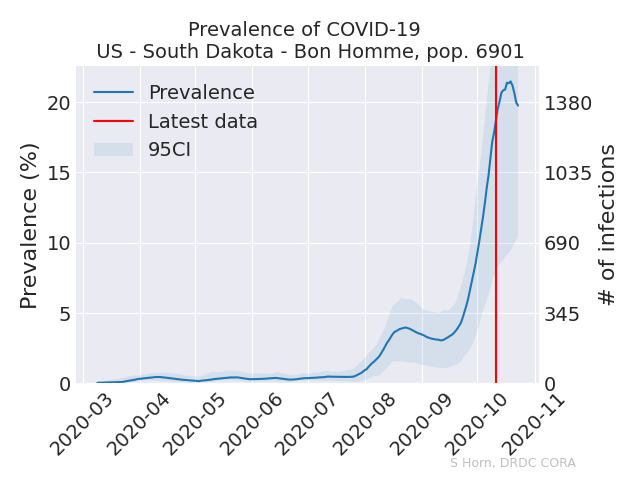 Prevalence of COVID-19
US - South Dakota - Bon Homme, pop. 6901
Prevalence
Latest data
95CI
Prevalence (%)
20
15
10
5
0
1380
1035
690
345
0
# of infections
2020-03
2020-04
2020-05
2020-06
2020-07
2020-08
2020-09
2020-10
2020-11
S Horn, DRDC CORA